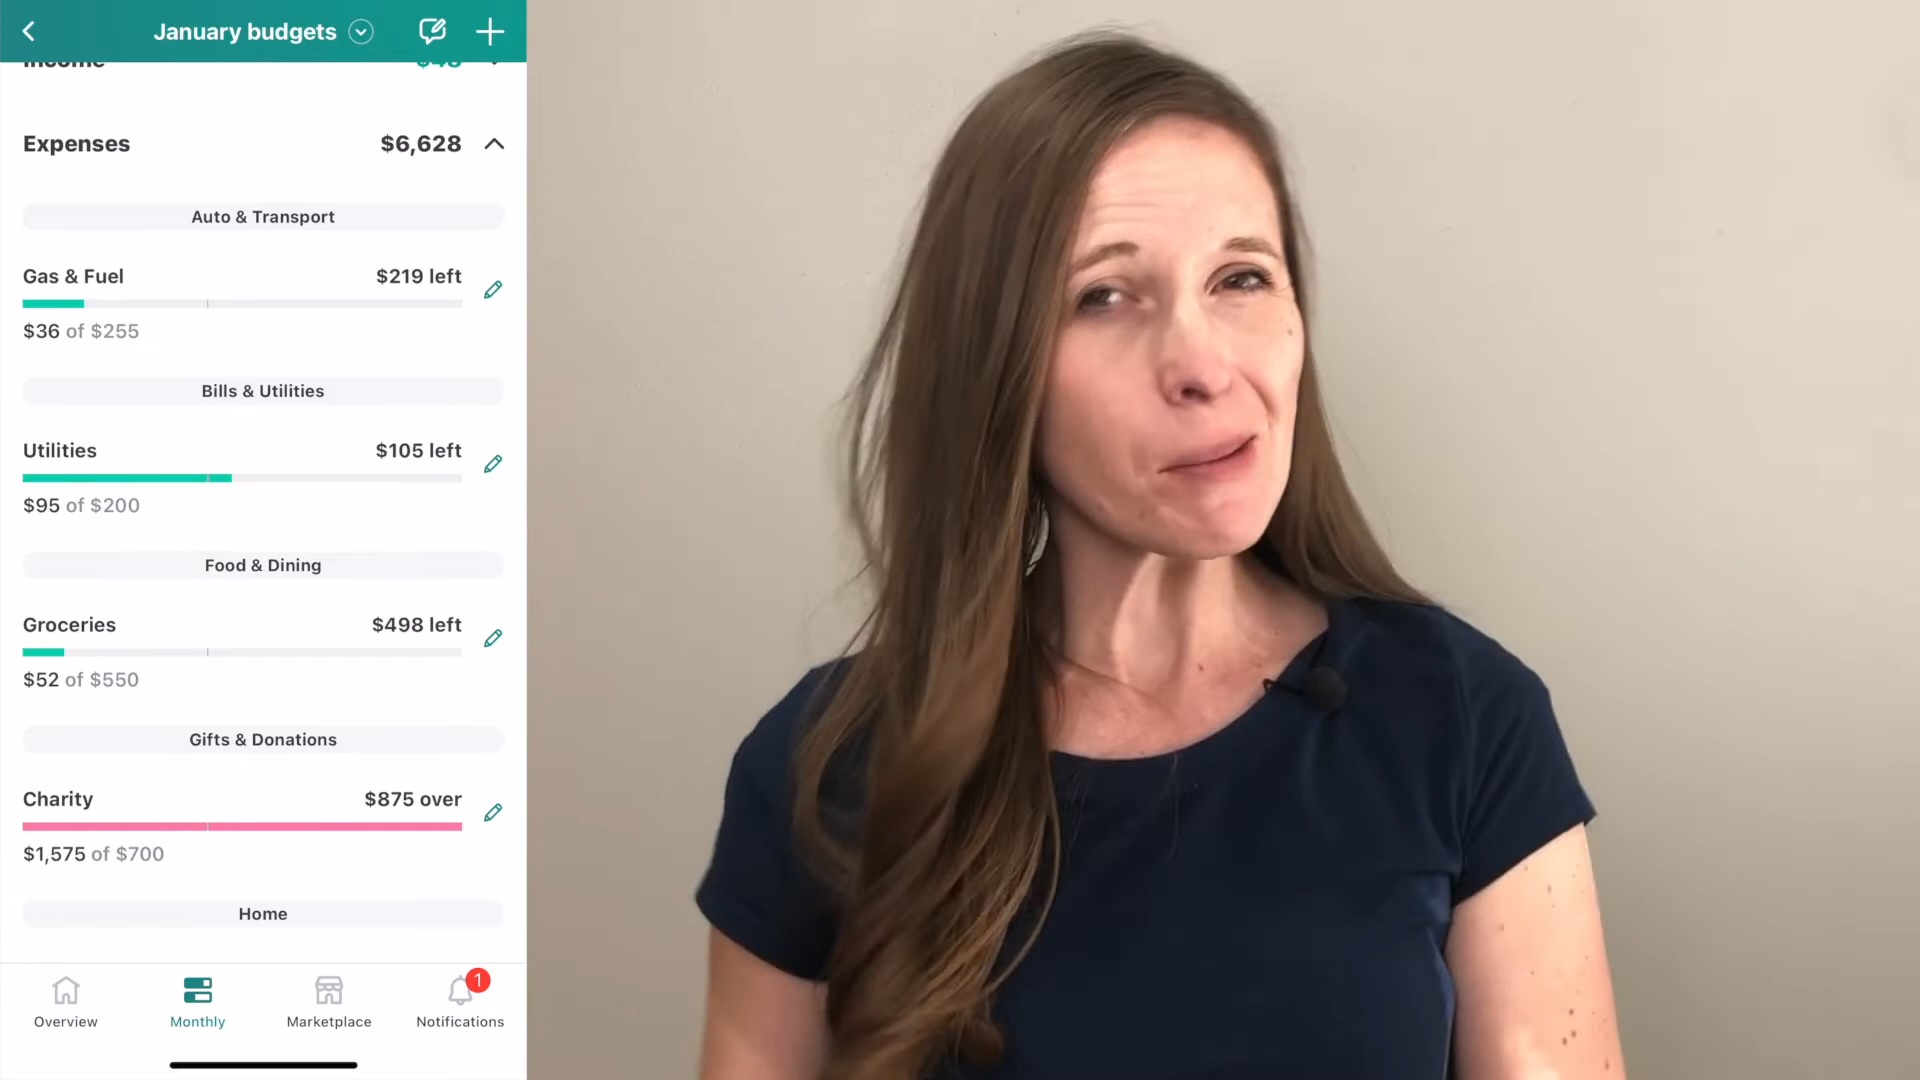 January budgets
Income $48
Expenses $6,628
Auto & Transport
Gas & Fuel $219 left
$36 of $255
Bills & Utilities
Utilities $105 left
$95 of $200
Food & Dining
Groceries $498 left
$52 of $550
Gifts & Donations
Charity $875 over
$1,575 of $700
Home
1
Overview Monthly Marketplace Notifications